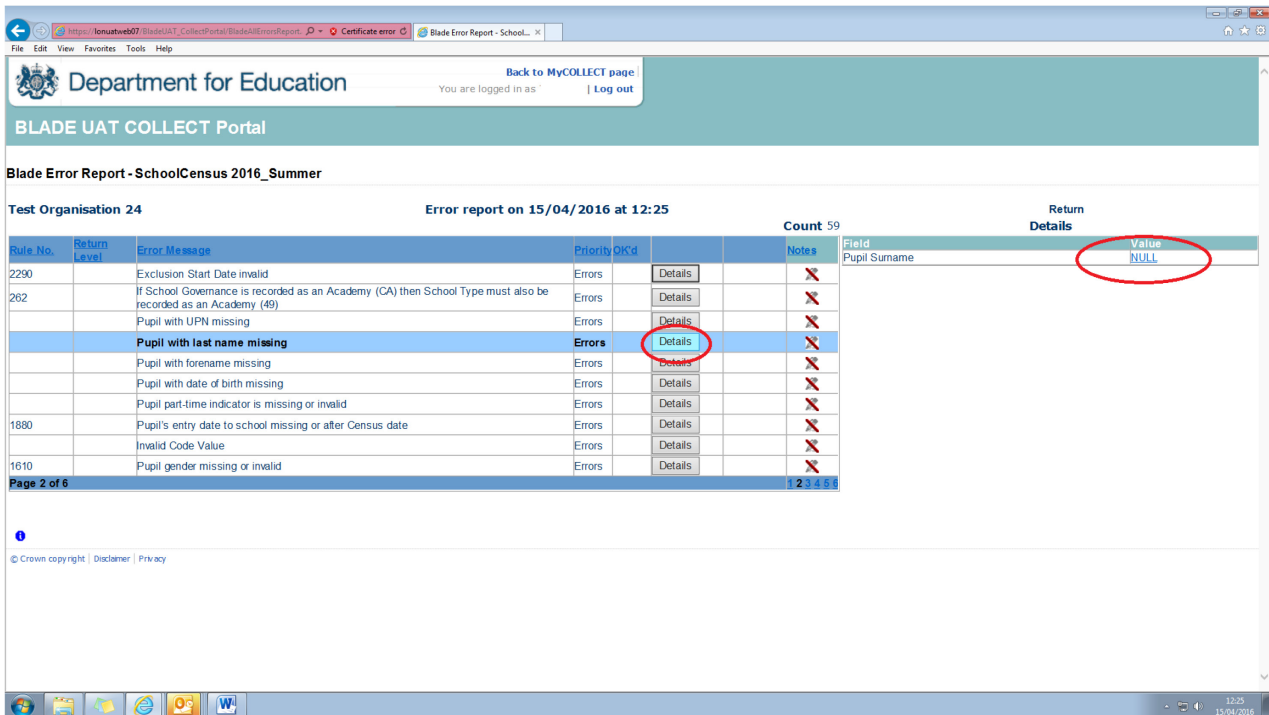 https://lonuatweb07/BladeUAT_CollectPortal/BladeAllErrorsReport. Certificate error Blade Error Report - School...
File Edit View Favorites Tools Help
Department for Education
Back to MyCOLLECT page
You are logged in as ' | Log out
BLADE UAT COLLECT Portal
Blade Error Report - SchoolCensus 2016_Summer
Test Organisation 24 Error report on 15/04/2016 at 12:25 Return
Count 59 Details
Rule No. Return Level Error Message Priority OK'd Notes Field Value
Pupil Surname NULL
2290 Exclusion Start Date invalid Errors Details
262 If School Governance is recorded as an Academy (CA) then School Type must also be recorded as an Academy (49) Errors Details
Pupil with UPN missing Errors Details
Pupil with last name missing Errors Details
Pupil with forename missing Errors Details
Pupil with date of birth missing Errors Details
Pupil part-time indicator is missing or invalid Errors Details
1880 Pupil's entry date to school missing or after Census date Errors Details
Invalid Code Value Errors Details
1610 Pupil gender missing or invalid Errors Details
Page 2 of 6 1 2 3 4 5 6
© Crown copyright | Disclaimer | Privacy
12:25
15/04/2016